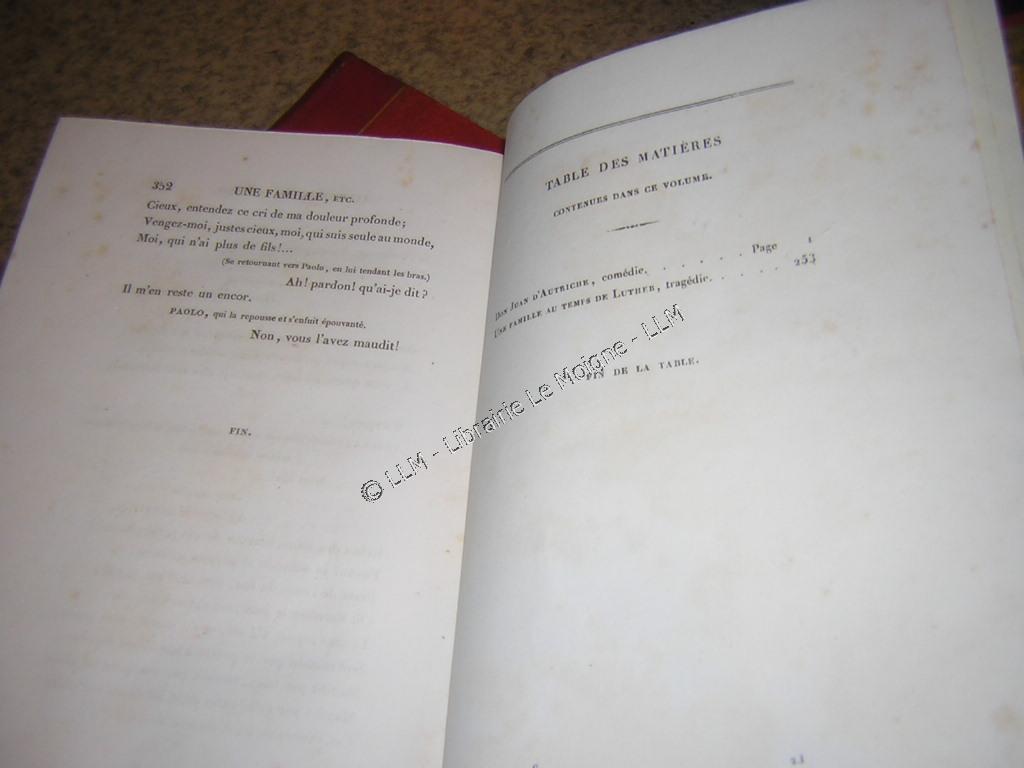 352 UNE FAMILLE, ETC.
Cieux, entendez ce cri de ma douleur profonde;
Vengez-moi, justes cieux, moi, qui suis seule au monde,
Moi, qui n'ai plus de fils!...
(Se retournant vers Paolo, en lui tendant les bras.)
Ah! pardon! qu'ai-je dit?
Il m'en reste un encor.
PAOLO, qui la repousse et s'enfuit épouvanté.
Non, vous l'avez maudit!
FIN.
TABLE DES MATIÈRES
CONTENUES DANS CE VOLUME.
DON JUAN D'AUTRICHE, comédie. . . . . . . Page 1
UNE FAMILLE AU TEMPS DE LUTHER, tragédie. . . . . . 253
FIN DE LA TABLE.
23
© LLM - Librairie Le Moigne - LLM